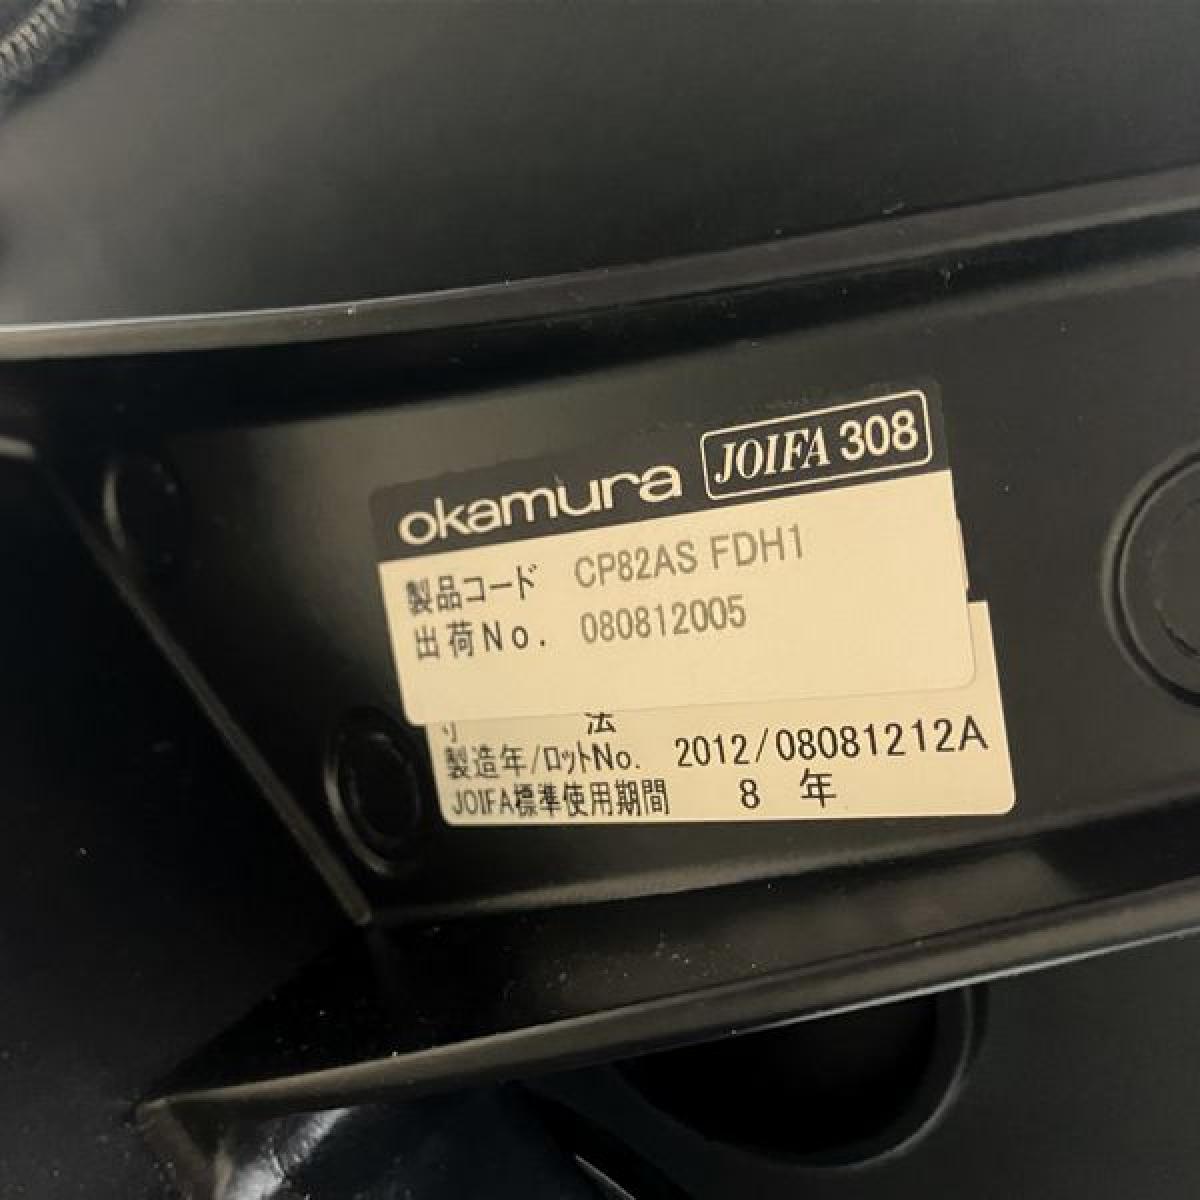 okamura JOIFA 308
製品コード CP82AS FDH1
出荷No. 080812005
寸 法
製造年/ロットNo. 2012/08081212A
JOIFA標準使用期間 8 年